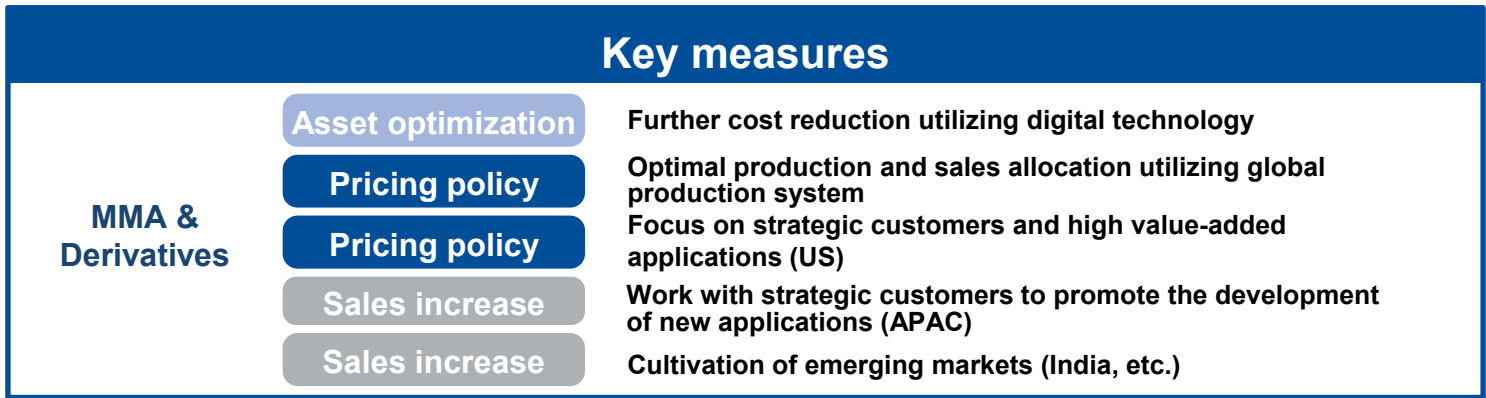 Key measures
MMA &
Derivatives
Asset optimization
Further cost reduction utilizing digital technology
Pricing policy
Optimal production and sales allocation utilizing global
production system
Pricing policy
Focus on strategic customers and high value-added
applications (US)
Sales increase
Work with strategic customers to promote the development
of new applications (APAC)
Sales increase
Cultivation of emerging markets (India, etc.)